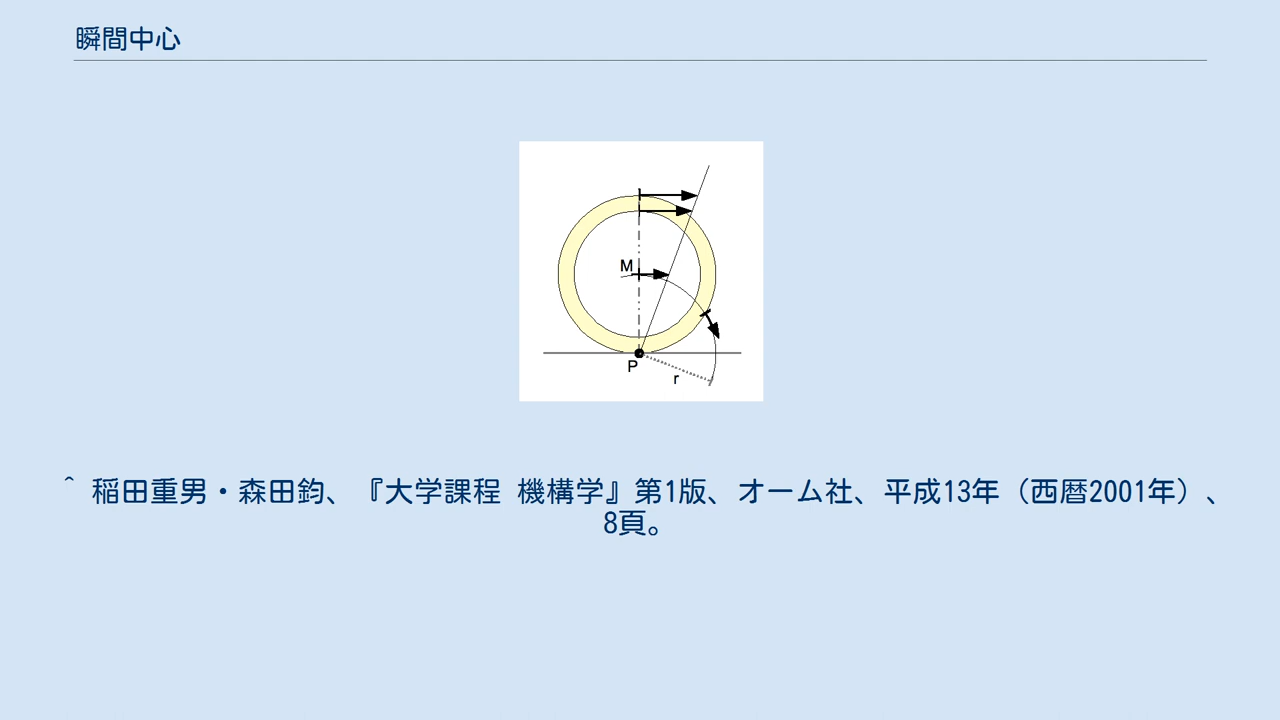 瞬間中心
M
P
r
^ 稲田重男・森田鈞、『大学課程 機構学』第1版、オーム社、平成13年（西暦2001年）、
8頁。